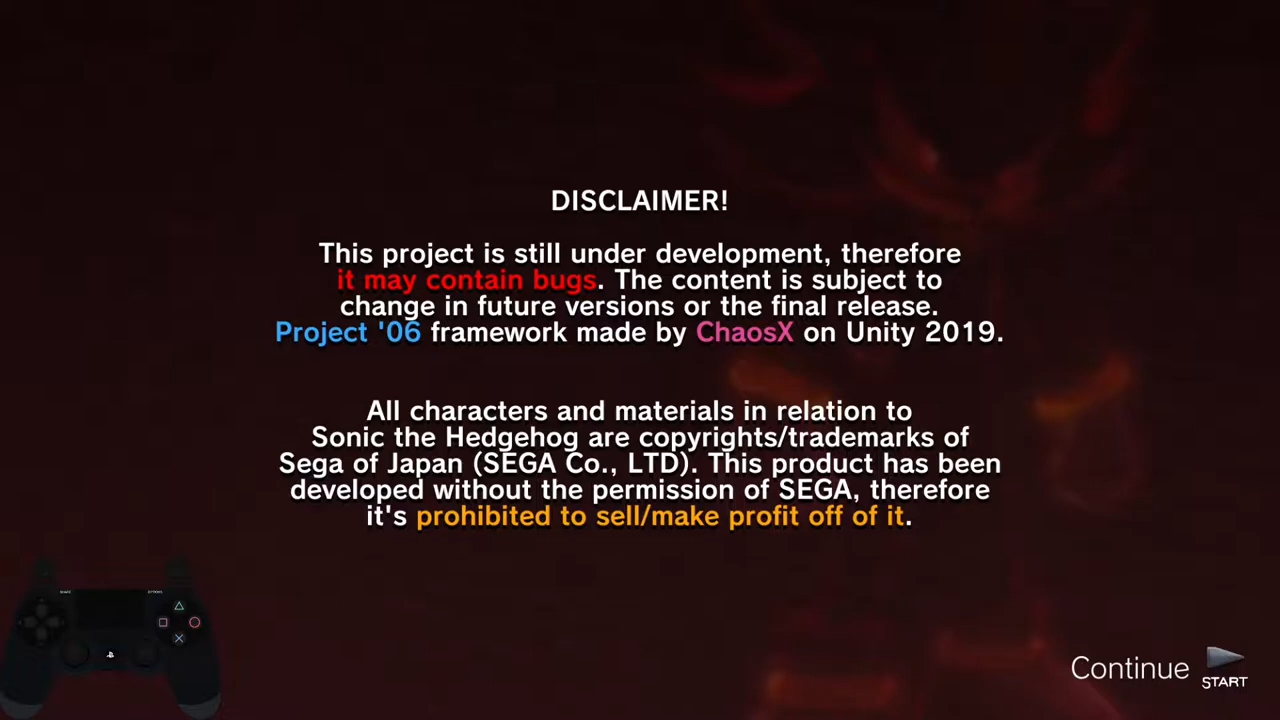 DISCLAIMER!
This project is still under development, therefore
it may contain bugs. The content is subject to
change in future versions or the final release.
Project '06 framework made by ChaosX on Unity 2019.
All characters and materials in relation to
Sonic the Hedgehog are copyrights/trademarks of
Sega of Japan (SEGA Co., LTD). This product has been
developed without the permission of SEGA, therefore
it's prohibited to sell/make profit off of it.
SHARE
OPTIONS
Continue
START